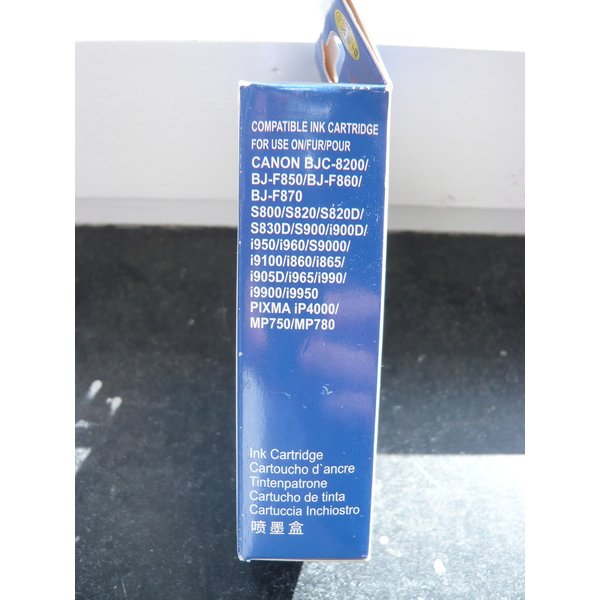 COMPATIBLE INK CARTRIDGE
FOR USE ON/FUR/POUR
CANON BJC-8200/
BJ-F850/BJ-F860/
BJ-F870
S800/S820/S820D/
S830D/S900/i900D/
i950/i960/S9000/
i9100/i860/i865/
i905D/i965/i990/
i9900/i9950
PIXMA iP4000/
MP750/MP780
Ink Cartridge
Cartoucho d`ancre
Tintenpatrone
Cartucho de tinta
Cartuccia Inchiostro
喷墨盒